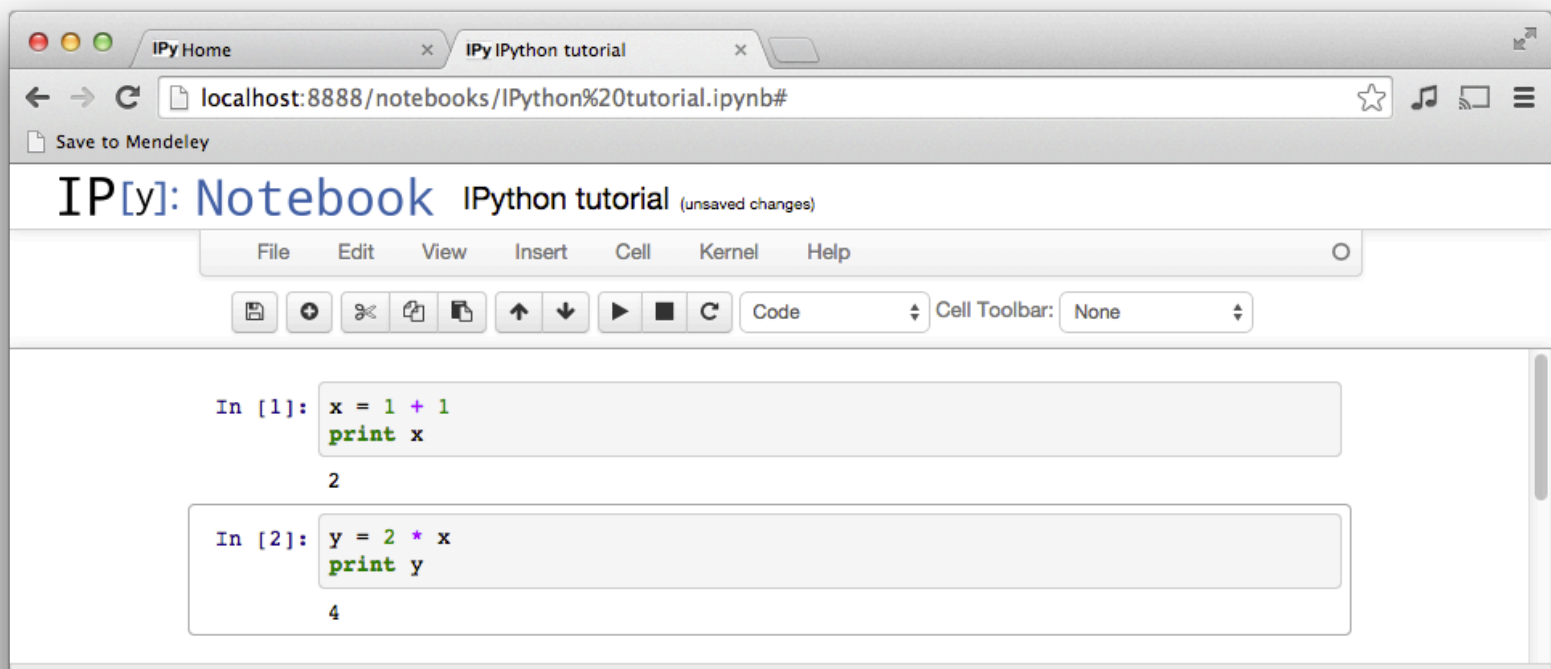 IPy Home × IPy IPython tutorial ×
localhost:8888/notebooks/IPython%20tutorial.ipynb#
Save to Mendeley
IP[y]: Notebook IPython tutorial (unsaved changes)
File Edit View Insert Cell Kernel Help
Code Cell Toolbar: None
In [1]: x = 1 + 1
print x
2
In [2]: y = 2 * x
print y
4